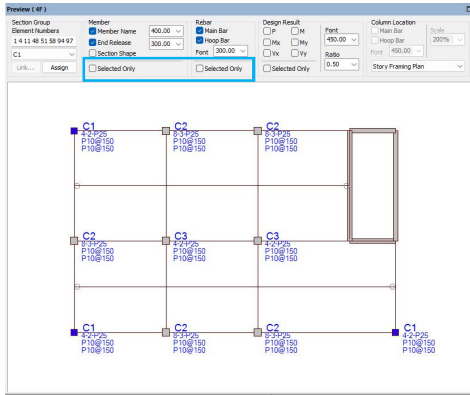 Preview ( 4F )
Section Group
Element Numbers
1 4 11 48 51 58 94 97
C1
Link...
Assign
Member
Member Name
400.00
End Release
300.00
Section Shape
Selected Only
Rebar
Main Bar
Hoop Bar
Font
300.00
Selected Only
Design Result
P
M
Mx
My
Vx
Vy
Selected Only
Font
450.00
Ratio
0.50
Column Location
Main Bar
Hoop Bar
Font
450.00
Scale
200%
Story Framing Plan
C1
4-2-P25
P10@150
P10@150
C2
8-3-P25
P10@150
P10@150
C2
8-3-P25
P10@150
P10@150
C2
8-3-P25
P10@150
P10@150
C3
4-2-P25
P10@150
P10@150
C3
4-2-P25
P10@150
P10@150
C1
4-2-P25
P10@150
P10@150
C2
8-3-P25
P10@150
P10@150
C2
8-3-P25
P10@150
P10@150
C1
4-2-P25
P10@150
P10@150